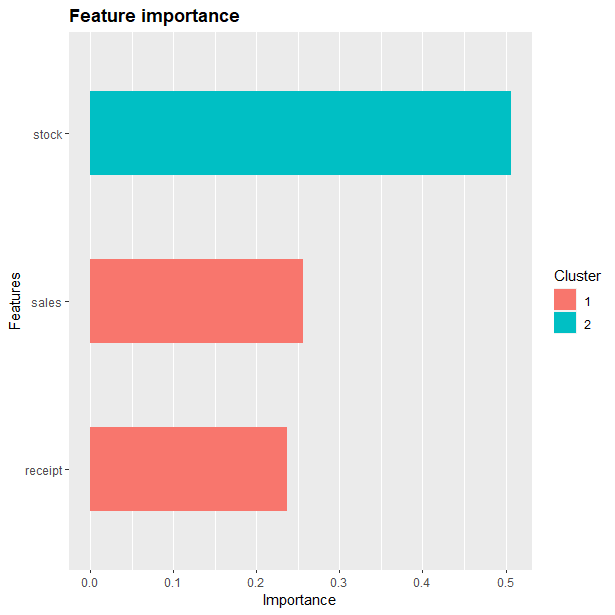 Feature importance
stock
sales
receipt
Features
0.0 0.1 0.2 0.3 0.4 0.5
Importance
Cluster
1
2